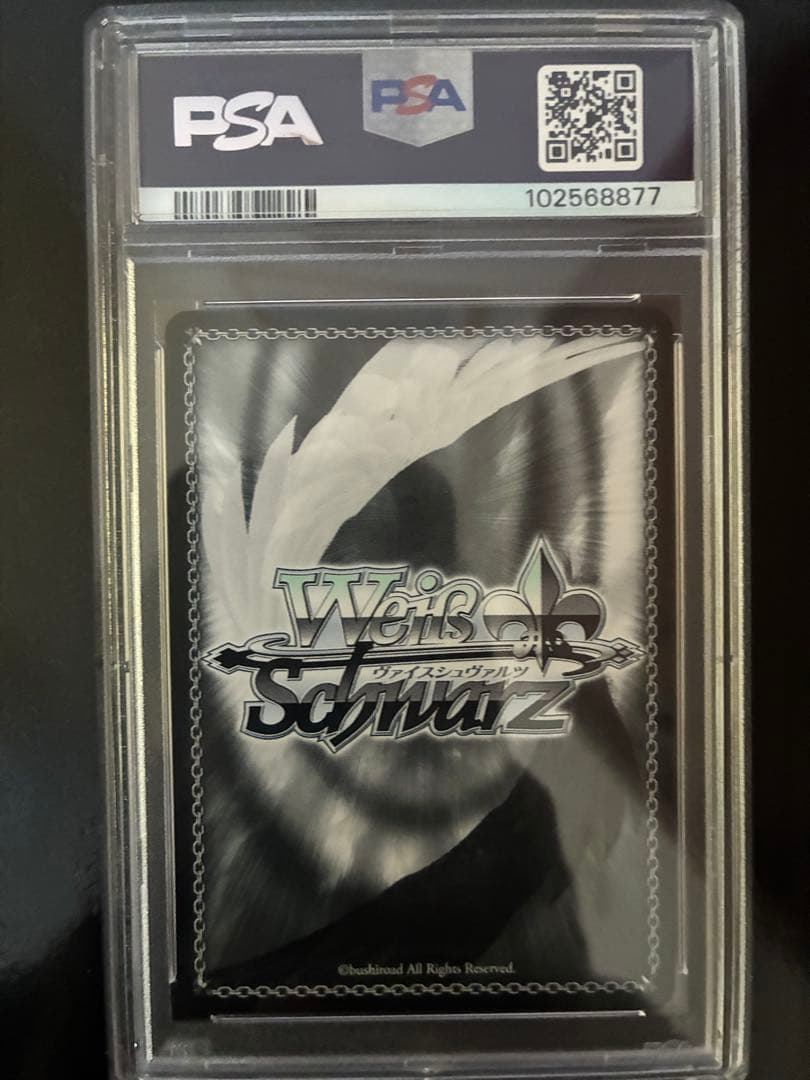 PSA
PSA
102568877
Weiß
ヴァイスシュヴァルツ
Schwarz
©bushiroad All Rights Reserved.